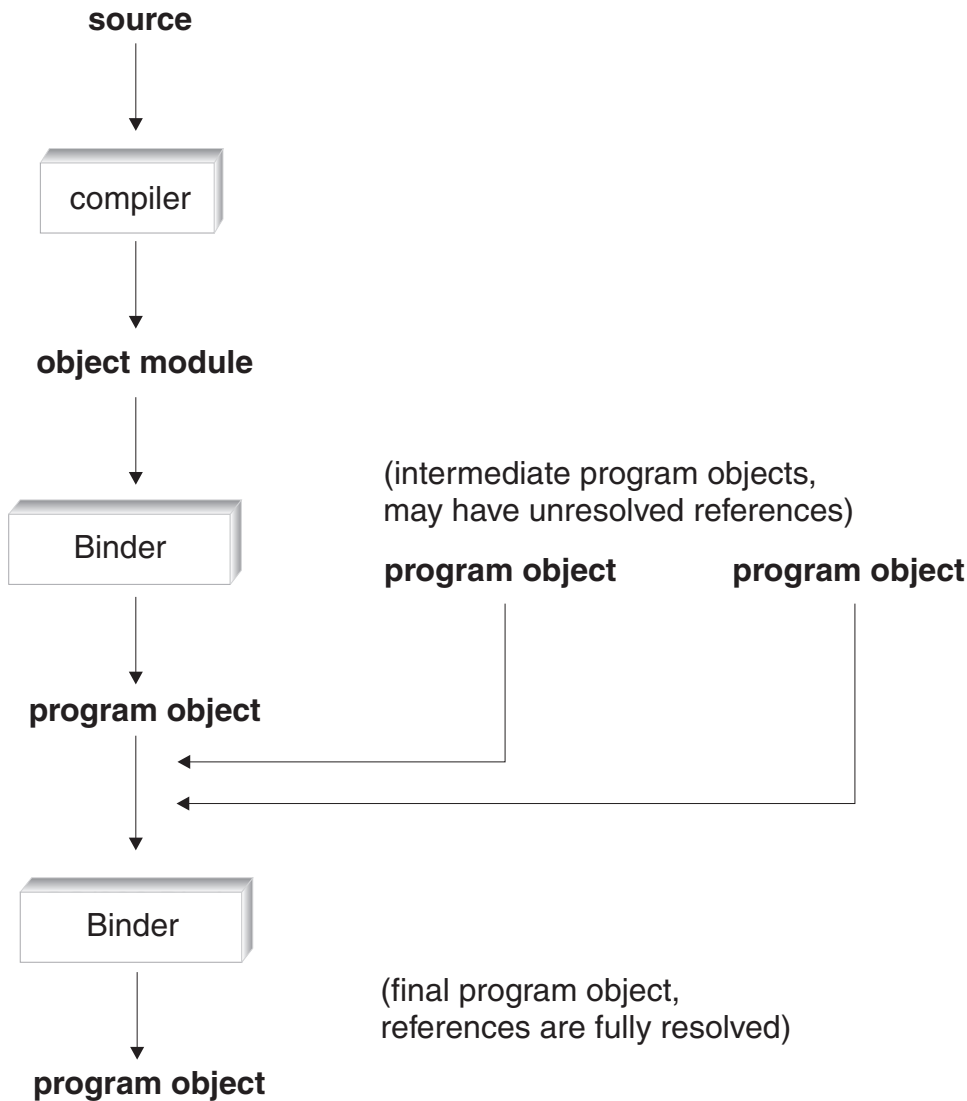 source
compiler
object module
(intermediate program objects,
may have unresolved references)
Binder
program object
program object
program object
Binder
(final program object,
references are fully resolved)
program object